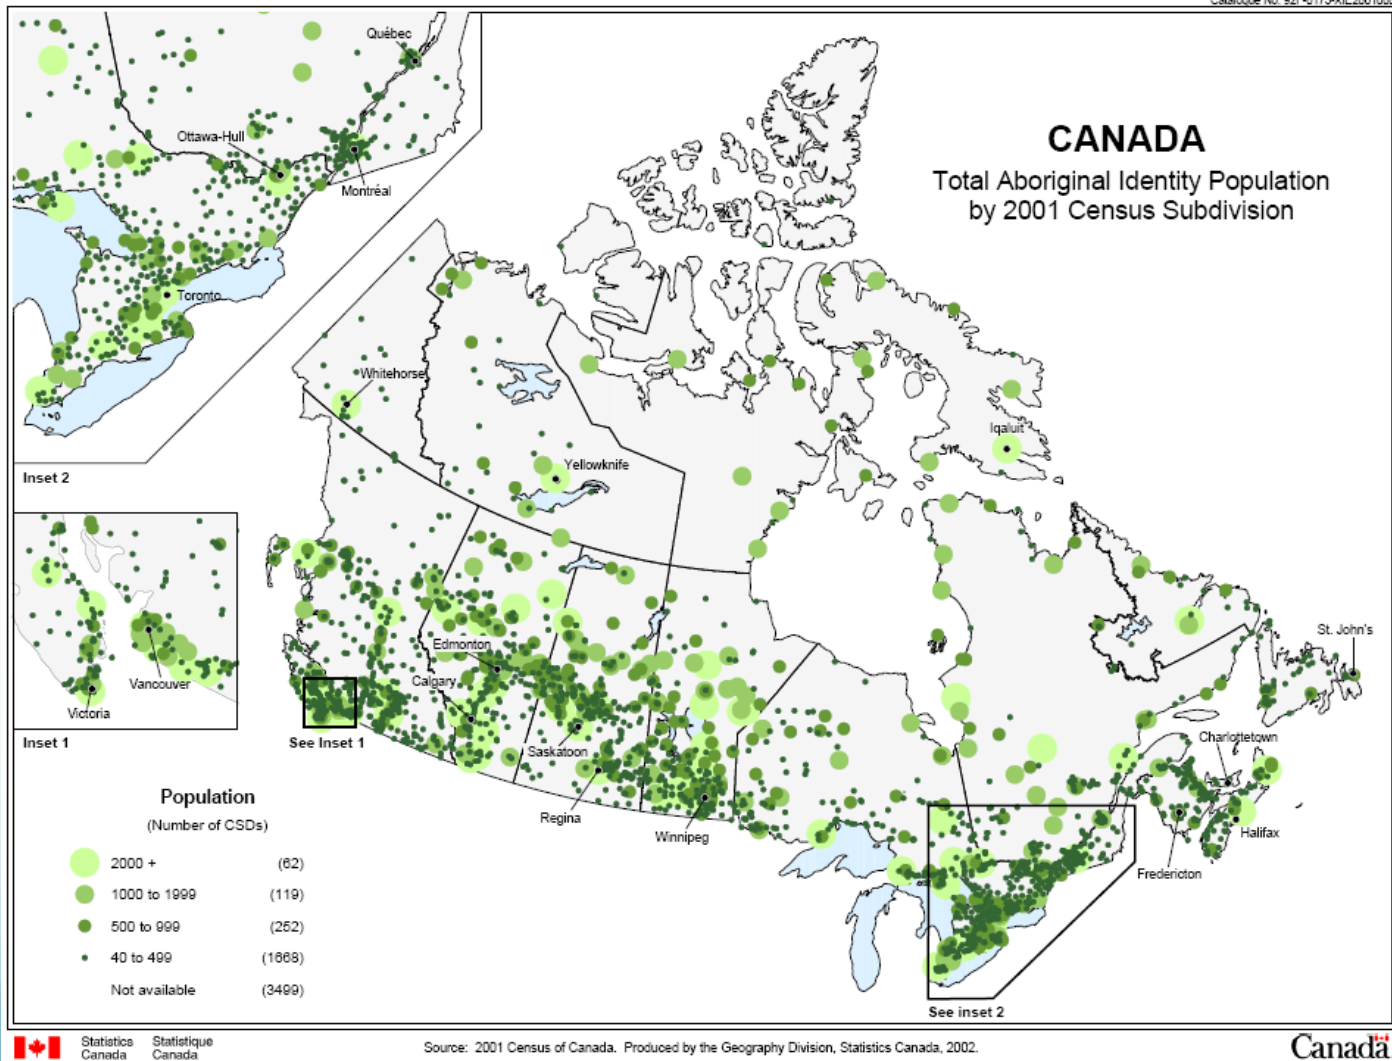 CANADA
Total Aboriginal Identity Population
by 2001 Census Subdivision
Québec
Ottawa-Hull
Montréal
Toronto
Inset 2
Whitehorse
Yellowknife
Iqaluit
Edmonton
Calgary
Saskatoon
Regina
Winnipeg
St. John's
Charlottetown
Halifax
Fredericton
Vancouver
Victoria
Inset 1
See Inset 1
See inset 2
Population
(Number of CSDs)
2000 + (62)
1000 to 1999 (119)
500 to 999 (252)
40 to 499 (1668)
Not available (3499)
Statistics Statistique
Canada Canada
Source: 2001 Census of Canada. Produced by the Geography Division, Statistics Canada, 2002.
Canada